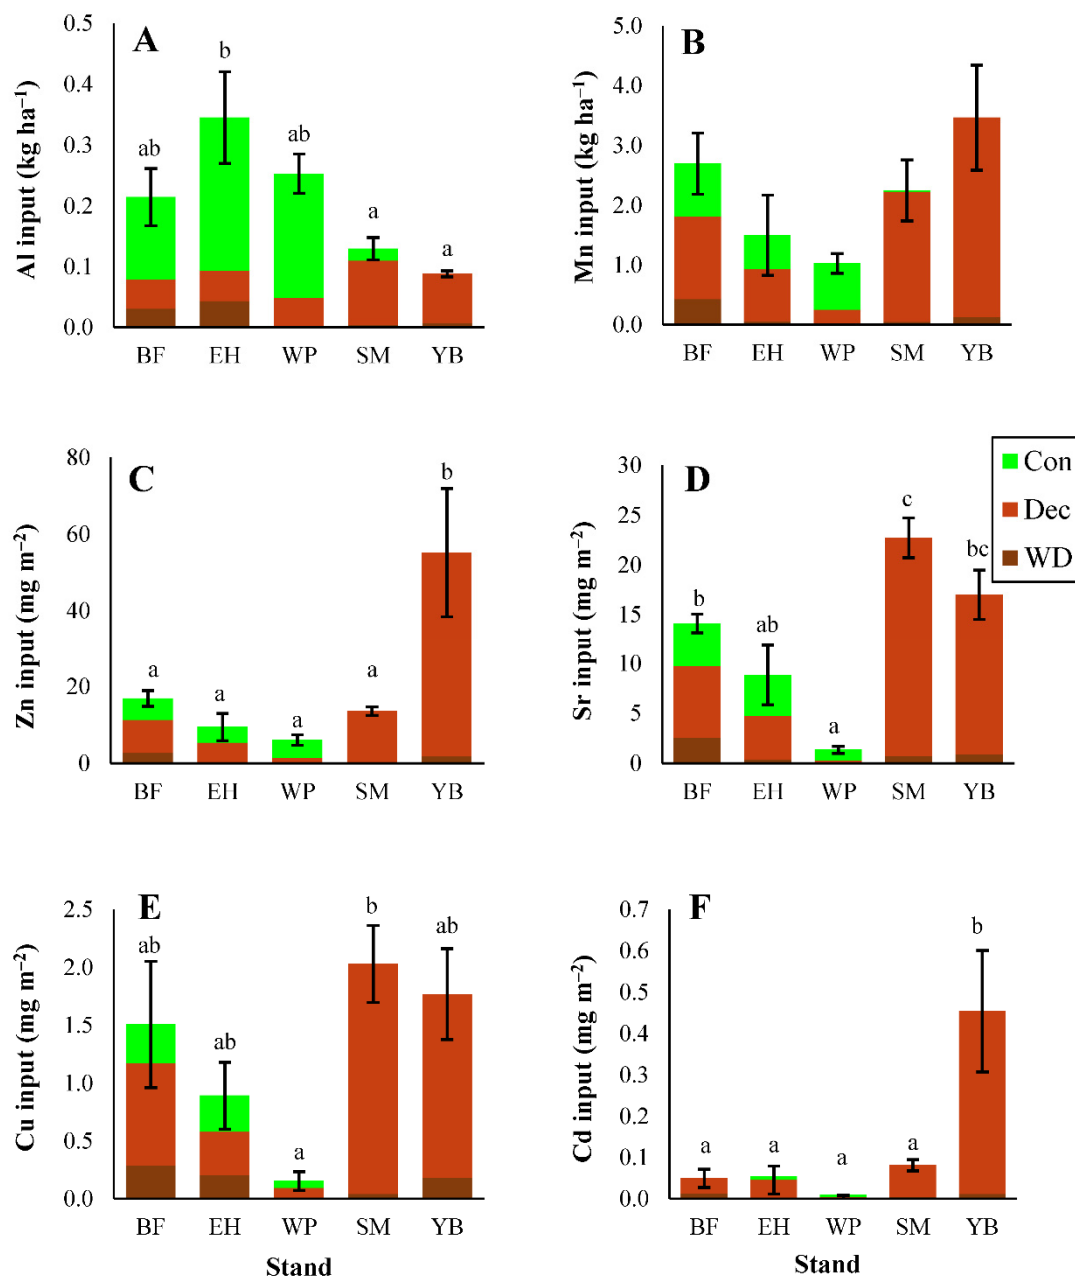 A
Al input (kg ha⁻¹)
0.5
0.4
0.3
0.2
0.1
0.0
ab
b
ab
a
a
BF EH WP SM YB
B
Mn input (kg ha⁻¹)
5.0
4.0
3.0
2.0
1.0
0.0
BF EH WP SM YB
C
Zn input (mg m⁻²)
80
60
40
20
0
a
a
a
a
b
BF EH WP SM YB
D
Sr input (mg m⁻²)
30
25
20
15
10
5
0
b
ab
a
c
bc
BF EH WP SM YB
Con
Dec
WD
E
Cu input (mg m⁻²)
2.5
2.0
1.5
1.0
0.5
0.0
ab
ab
a
b
ab
BF EH WP SM YB
Stand
F
Cd input (mg m⁻²)
0.7
0.6
0.5
0.4
0.3
0.2
0.1
0.0
a
a
a
a
b
BF EH WP SM YB
Stand